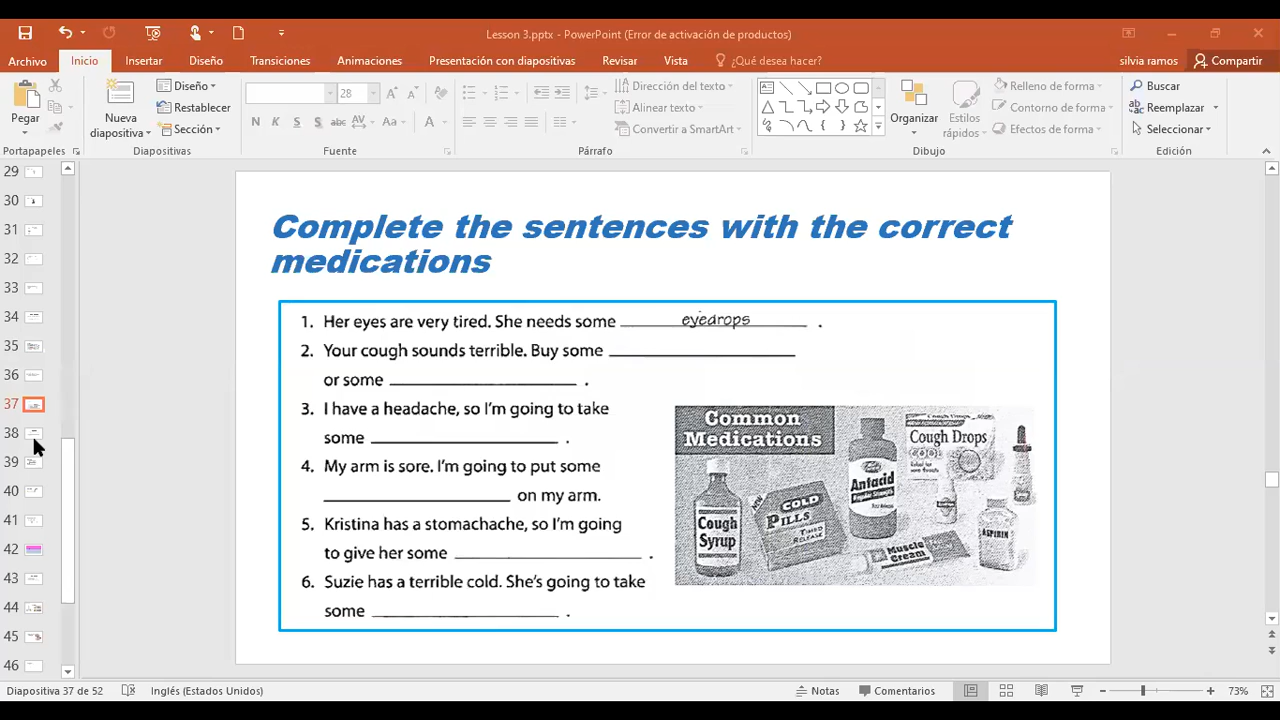 Lesson 3.pptx - PowerPoint (Error de activación de productos)
Archivo Inicio Insertar Diseño Transiciones Animaciones Presentación con diapositivas Revisar Vista ¿Qué desea hacer? silvia ramos Compartir
Pegar
Nueva diapositiva
Diseño
Restablecer
Sección
28
N K S S abc AV Aa A
Dirección del texto
Alinear texto
Convertir a SmartArt
Organizar
Estilos rápidos
Relleno de forma
Contorno de forma
Efectos de forma
Buscar
Reemplazar
Seleccionar
Portapapeles Diapositivas Fuente Párrafo Dibujo Edición
29
30
31
32
33
34
35
36
37
38
39
40
41
42
43
44
45
46
Complete the sentences with the correct
medications
1. Her eyes are very tired. She needs some eyedrops .
2. Your cough sounds terrible. Buy some
or some .
3. I have a headache, so I'm going to take
some .
4. My arm is sore. I'm going to put some
on my arm.
5. Kristina has a stomachache, so I'm going
to give her some .
6. Suzie has a terrible cold. She's going to take
some .
Common
Medications
Cough
Syrup
COLD
PILLS
TIMED
RELEASE
Antacid
Regular Strength
Cough Drops
Muscle
Cream
ASPIRIN
Diapositiva 37 de 52 Inglés (Estados Unidos) Notas Comentarios 73%